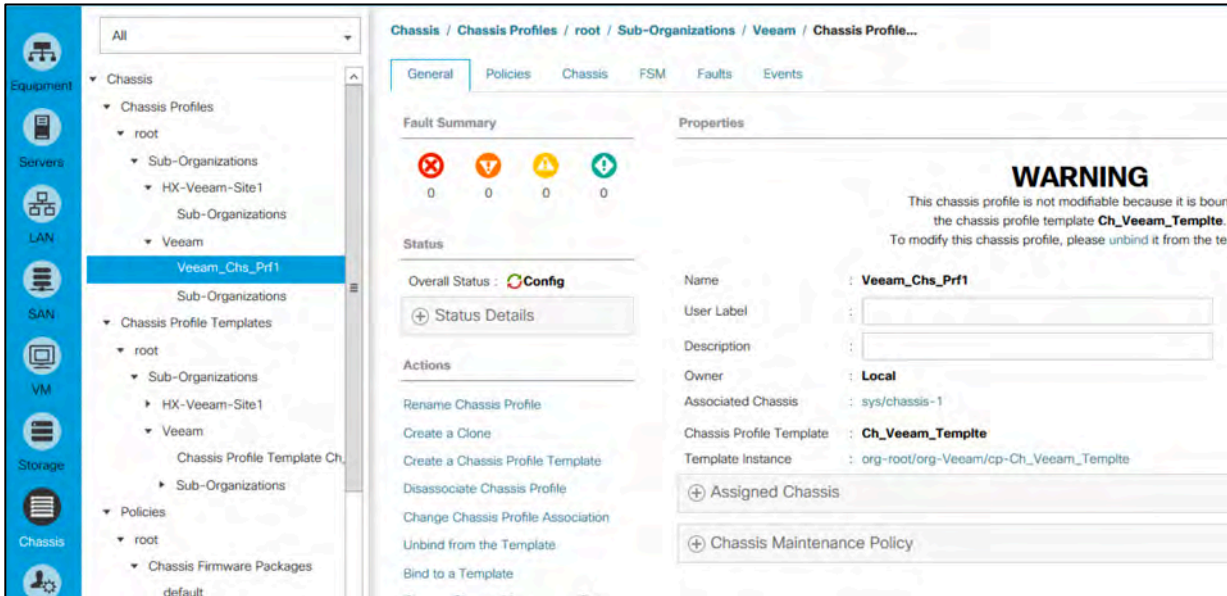 Equipment
Servers
LAN
SAN
VM
Storage
Chassis
All
Chassis
Chassis Profiles
root
Sub-Organizations
HX-Veeam-Site1
Sub-Organizations
Veeam
Veeam_Chs_Prf1
Sub-Organizations
Chassis Profile Templates
root
Sub-Organizations
HX-Veeam-Site1
Veeam
Chassis Profile Template Ch_
Sub-Organizations
Policies
root
Chassis Firmware Packages
default
Chassis / Chassis Profiles / root / Sub-Organizations / Veeam / Chassis Profile...
General Policies Chassis FSM Faults Events
Fault Summary
0 0 0 0
Status
Overall Status : Config
Status Details
Actions
Rename Chassis Profile
Create a Clone
Create a Chassis Profile Template
Disassociate Chassis Profile
Change Chassis Profile Association
Unbind from the Template
Bind to a Template
Properties
WARNING
This chassis profile is not modifiable because it is boun
the chassis profile template Ch_Veeam_Templte.
To modify this chassis profile, please unbind it from the te
Name : Veeam_Chs_Prf1
User Label :
Description :
Owner : Local
Associated Chassis : sys/chassis-1
Chassis Profile Template : Ch_Veeam_Templte
Template Instance : org-root/org-Veeam/cp-Ch_Veeam_Templte
Assigned Chassis
Chassis Maintenance Policy